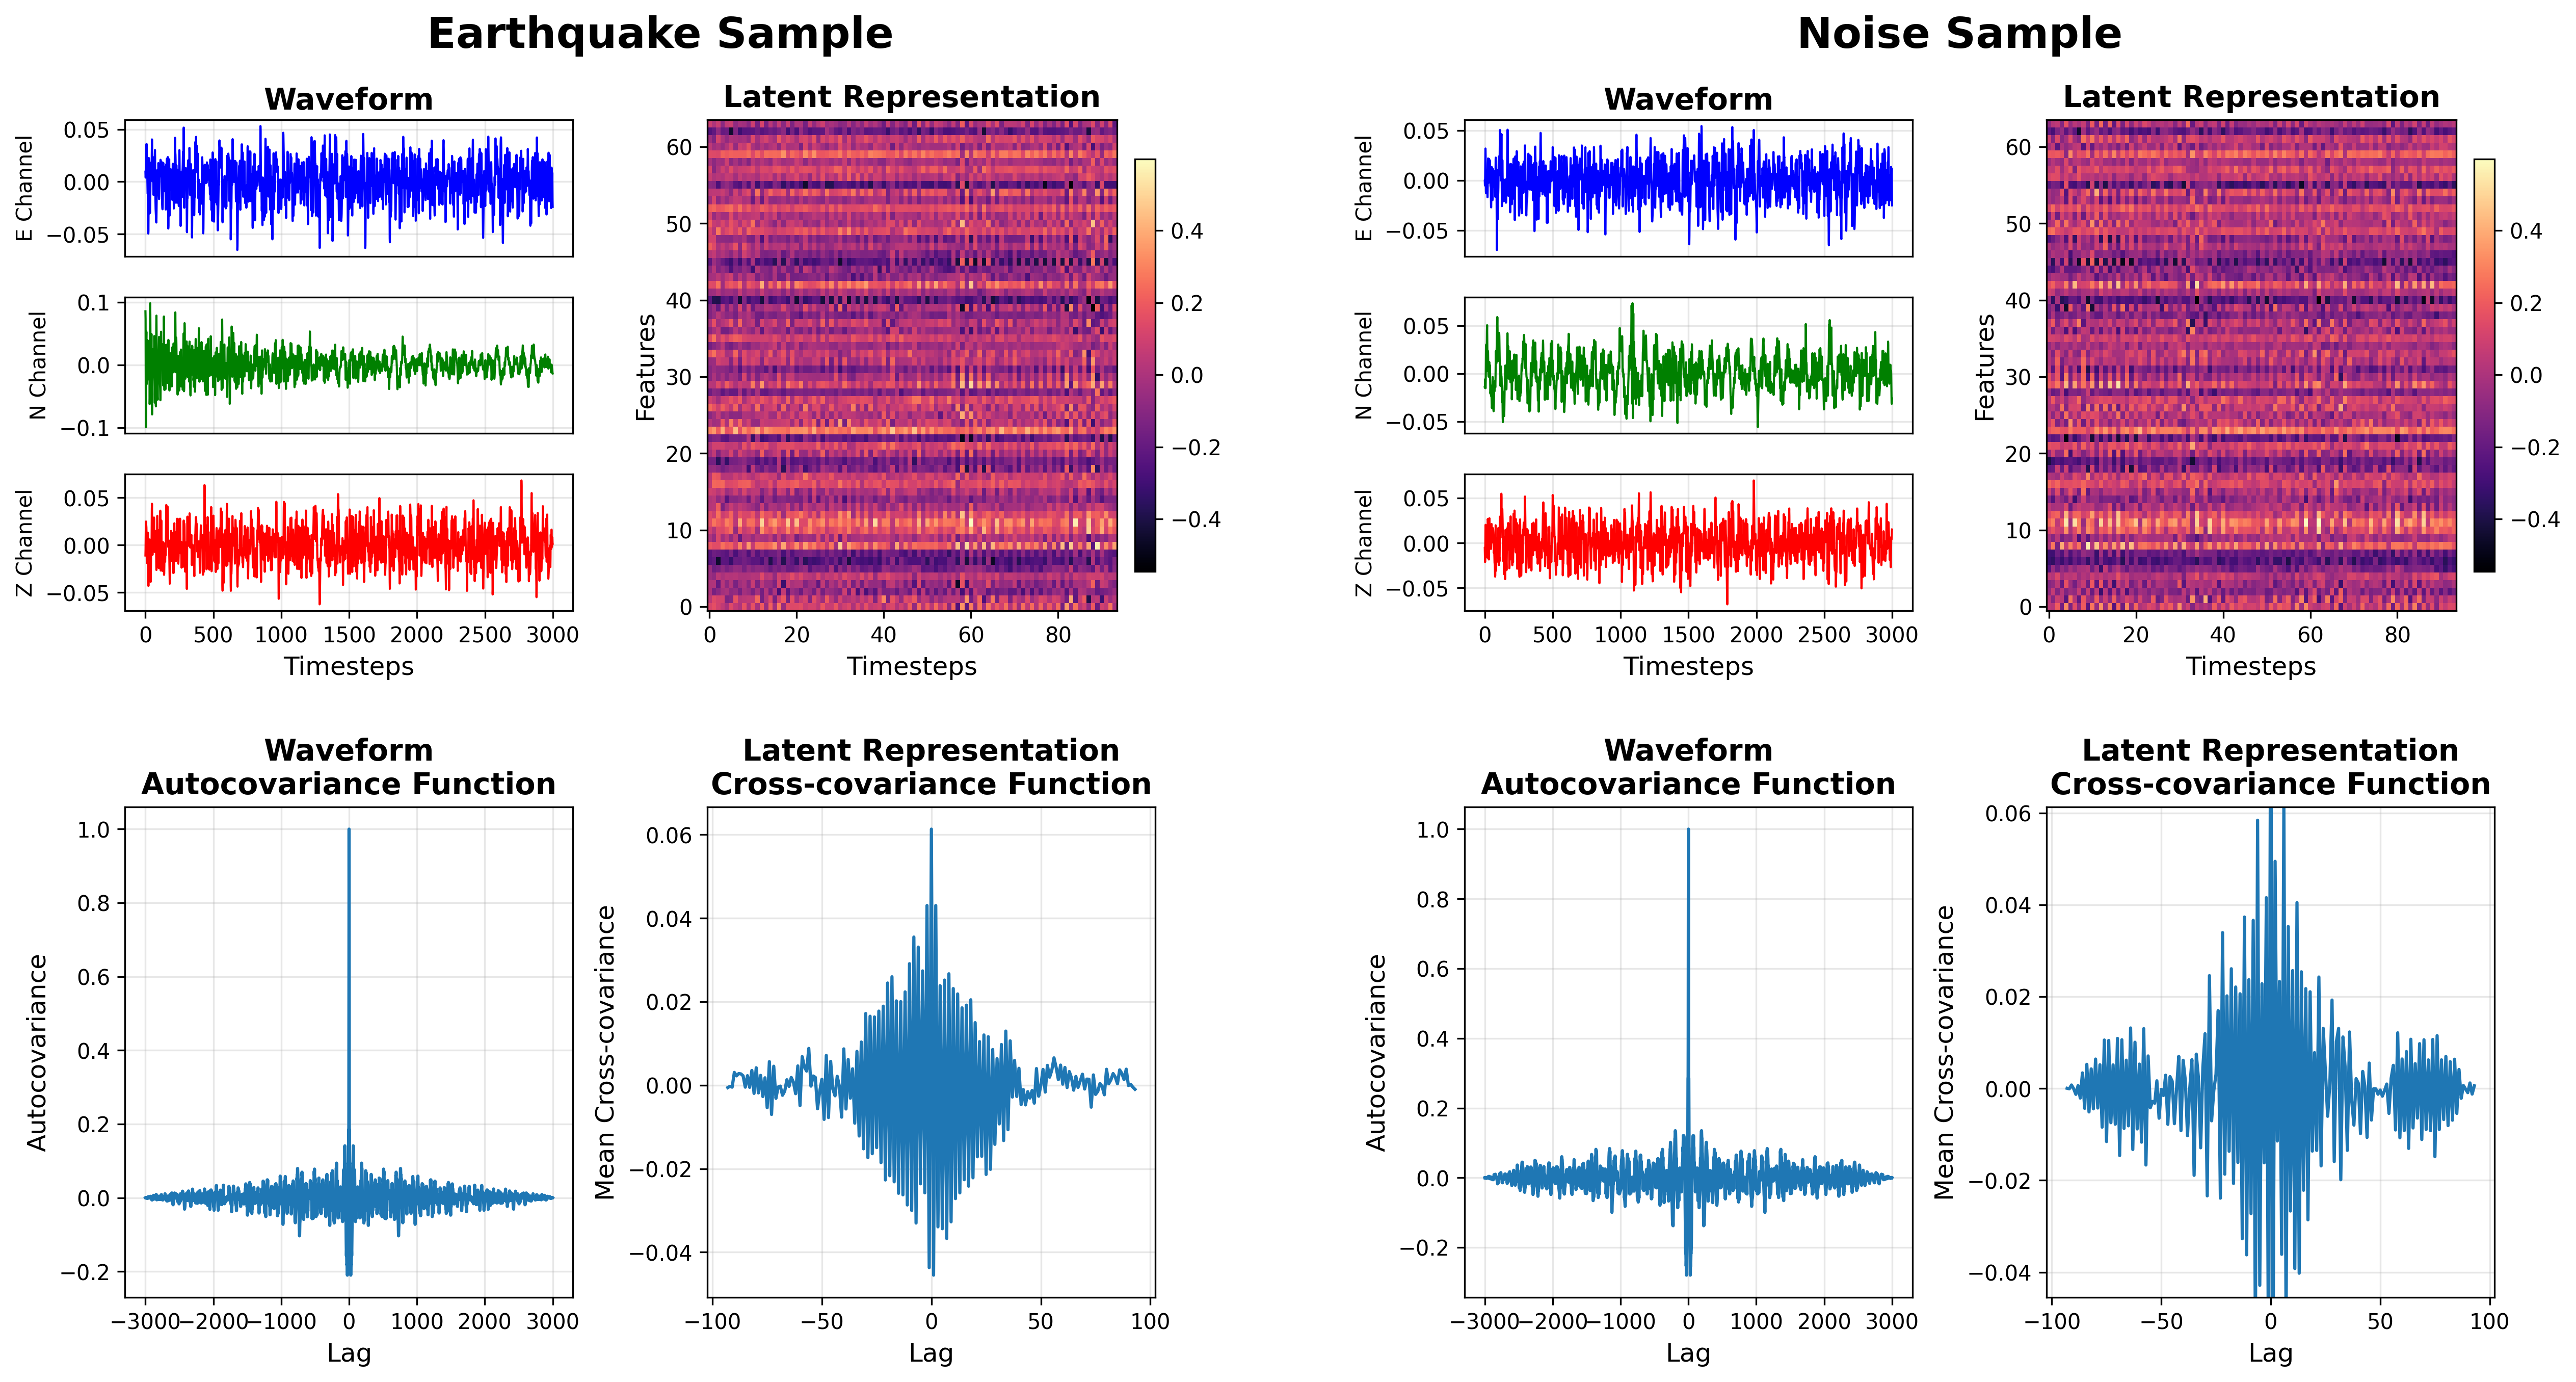 Earthquake Sample
Noise Sample
Waveform
E Channel
0.05
0.00
−0.05
N Channel
0.1
0.0
−0.1
Z Channel
0.05
0.00
−0.05
0 500 1000 1500 2000 2500 3000
Timesteps
Latent Representation
Features
60
50
40
30
20
10
0
0 20 40 60 80
Timesteps
0.4
0.2
0.0
−0.2
−0.4
Waveform
E Channel
0.05
0.00
−0.05
N Channel
0.05
0.00
−0.05
Z Channel
0.05
0.00
−0.05
0 500 1000 1500 2000 2500 3000
Timesteps
Latent Representation
Features
60
50
40
30
20
10
0
0 20 40 60 80
Timesteps
0.4
0.2
0.0
−0.2
−0.4
Waveform
Autocovariance Function
Autocovariance
1.0
0.8
0.6
0.4
0.2
0.0
−0.2
−3000 −2000 −1000 0 1000 2000 3000
Lag
Latent Representation
Cross-covariance Function
Mean Cross-covariance
0.06
0.04
0.02
0.00
−0.02
−0.04
−100 −50 0 50 100
Lag
Waveform
Autocovariance Function
Autocovariance
1.0
0.8
0.6
0.4
0.2
0.0
−0.2
−3000 −2000 −1000 0 1000 2000 3000
Lag
Latent Representation
Cross-covariance Function
Mean Cross-covariance
0.06
0.04
0.02
0.00
−0.02
−0.04
−100 −50 0 50 100
Lag